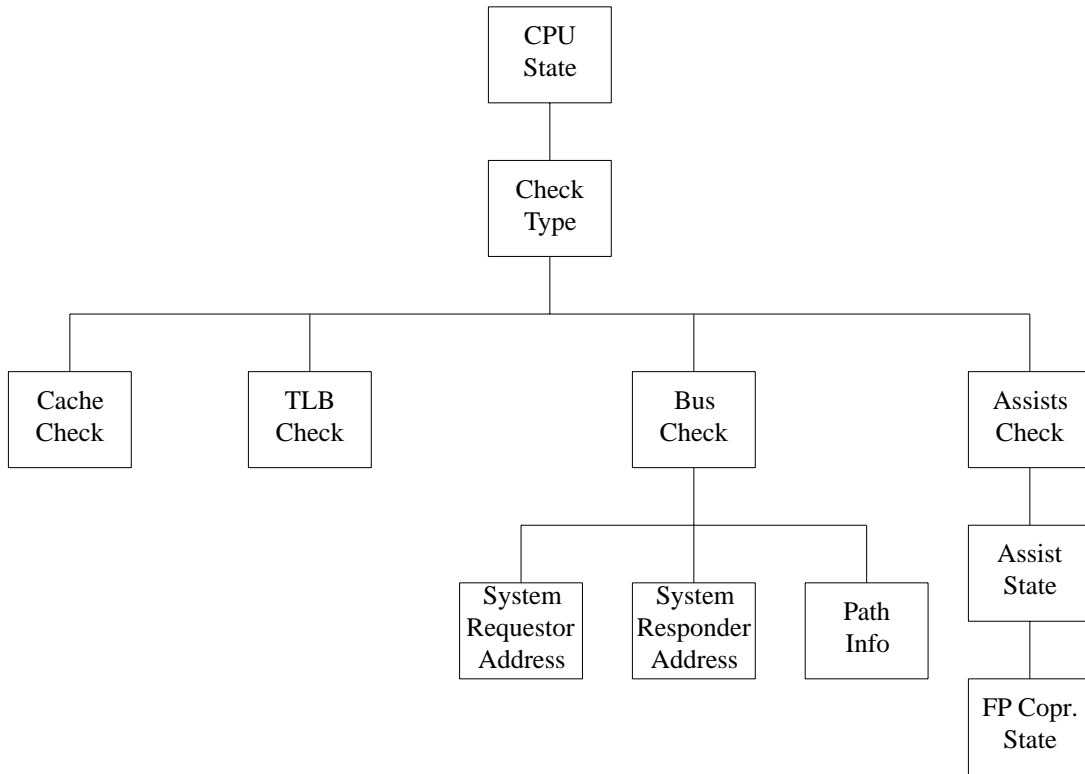 CPU
State
Check
Type
Cache
Check
TLB
Check
Bus
Check
Assists
Check
System
Requestor
Address
System
Responder
Address
Path
Info
Assist
State
FP Copr.
State